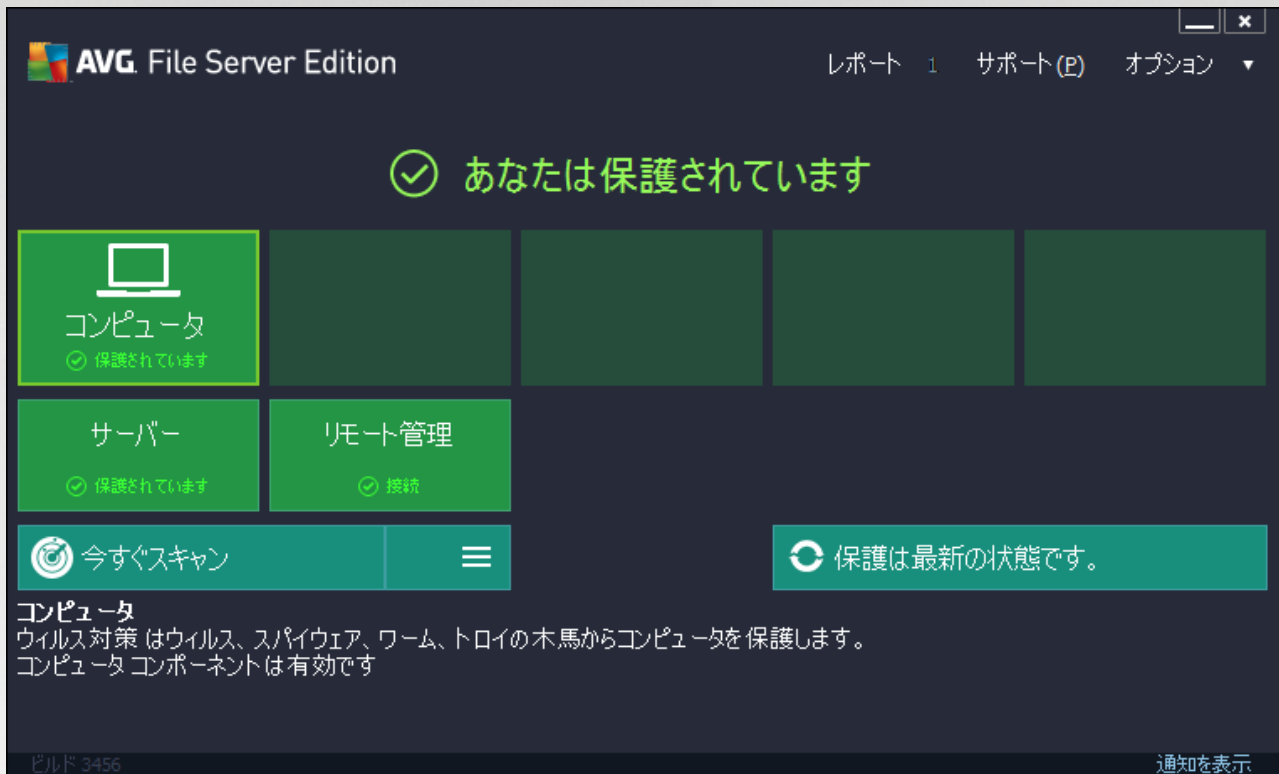 AVG. File Server Edition
レポート 1 サポート(P) オプション ▼
あなたは保護されています
コンピュータ
保護されています
サーバー
保護されています
リモート管理
接続
今すぐスキャン
保護は最新の状態です。
コンピュータ
ウィルス対策 はウィルス、スパイウェア、ワーム、トロイの木馬からコンピュータを保護します。
コンピュータ コンポーネント は有効です
ビルド 3456
通知を表示